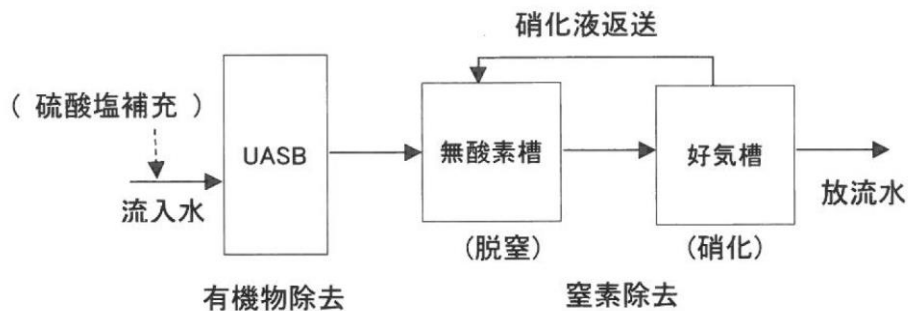 硝化液返送
( 硫酸塩補充 )
UASB
無酸素槽
好気槽
流入水
放流水
(脱窒)
(硝化)
有機物除去
窒素除去